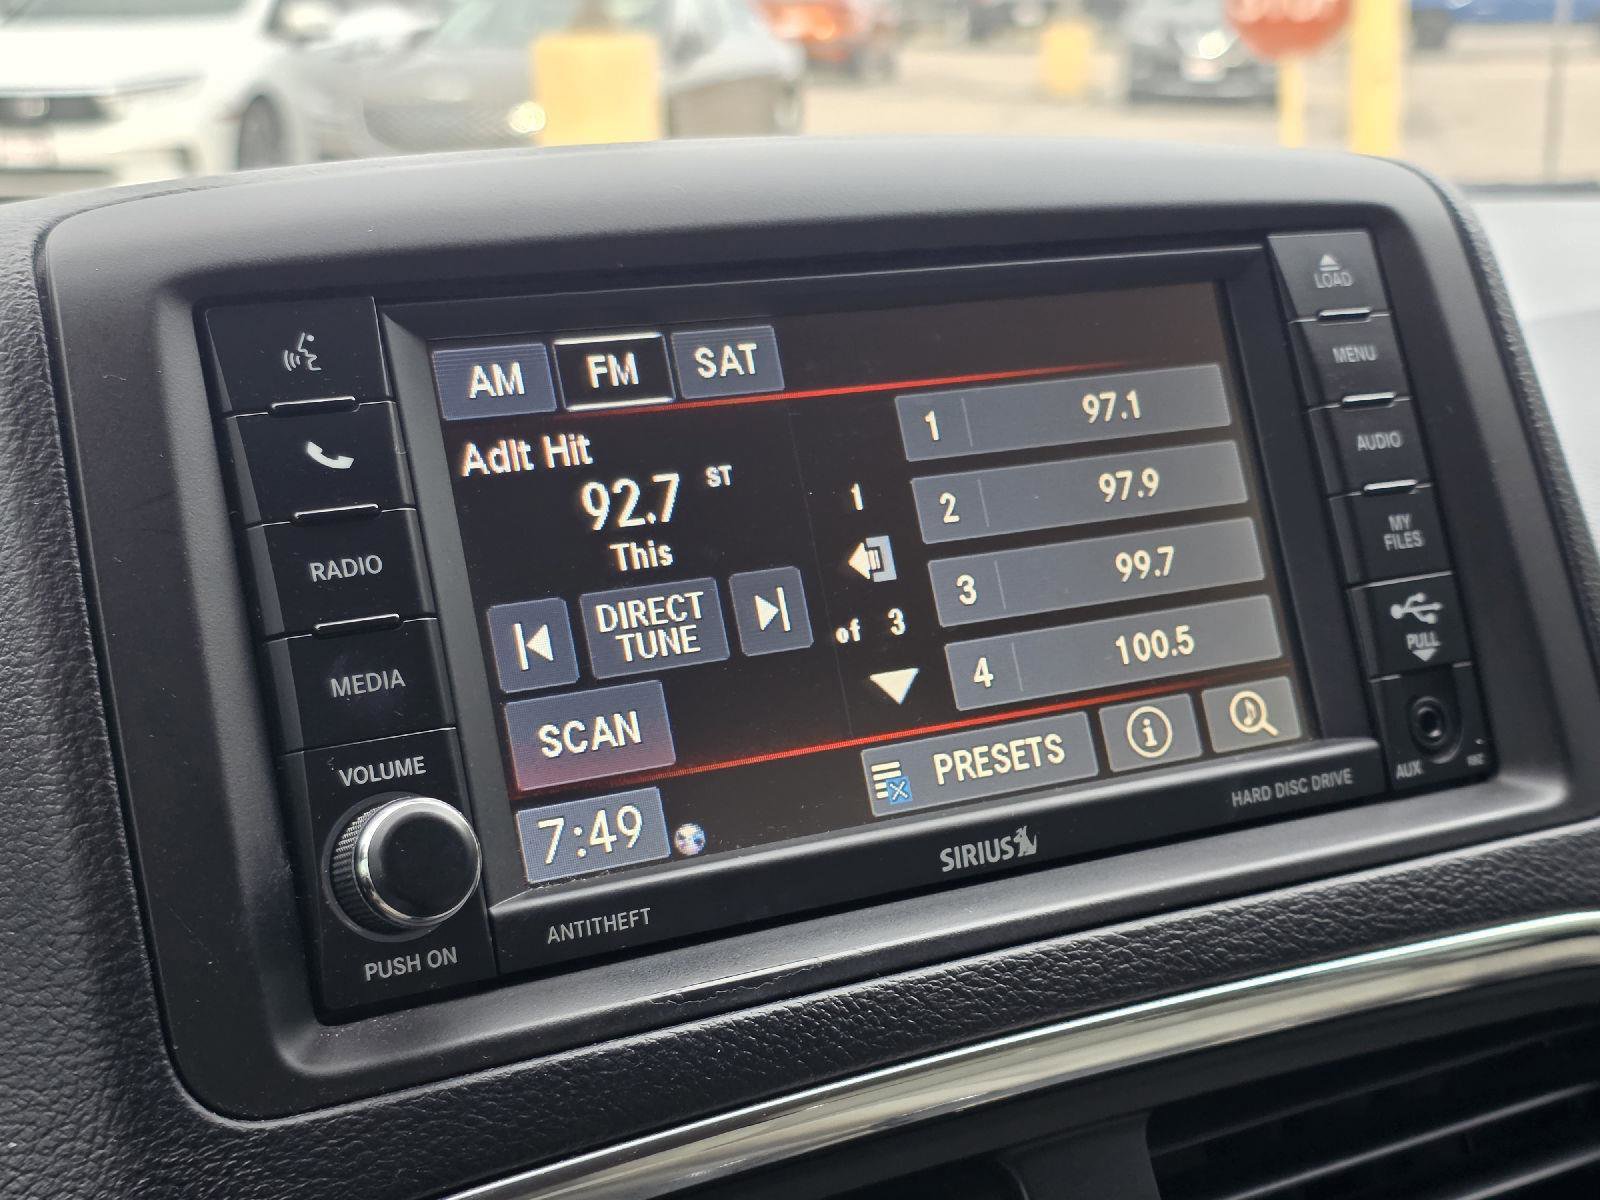 STOP
LOAD
MENU
AUDIO
MY
FILES
PULL
AUX
RADIO
MEDIA
VOLUME
PUSH ON
AM FM SAT
Adlt Hit
92.7 ST
This
DIRECT
TUNE
SCAN
7:49
1
of 3
1 97.1
2 97.9
3 99.7
4 100.5
PRESETS
i
ANTITHEFT
SIRIUS
HARD DISC DRIVE